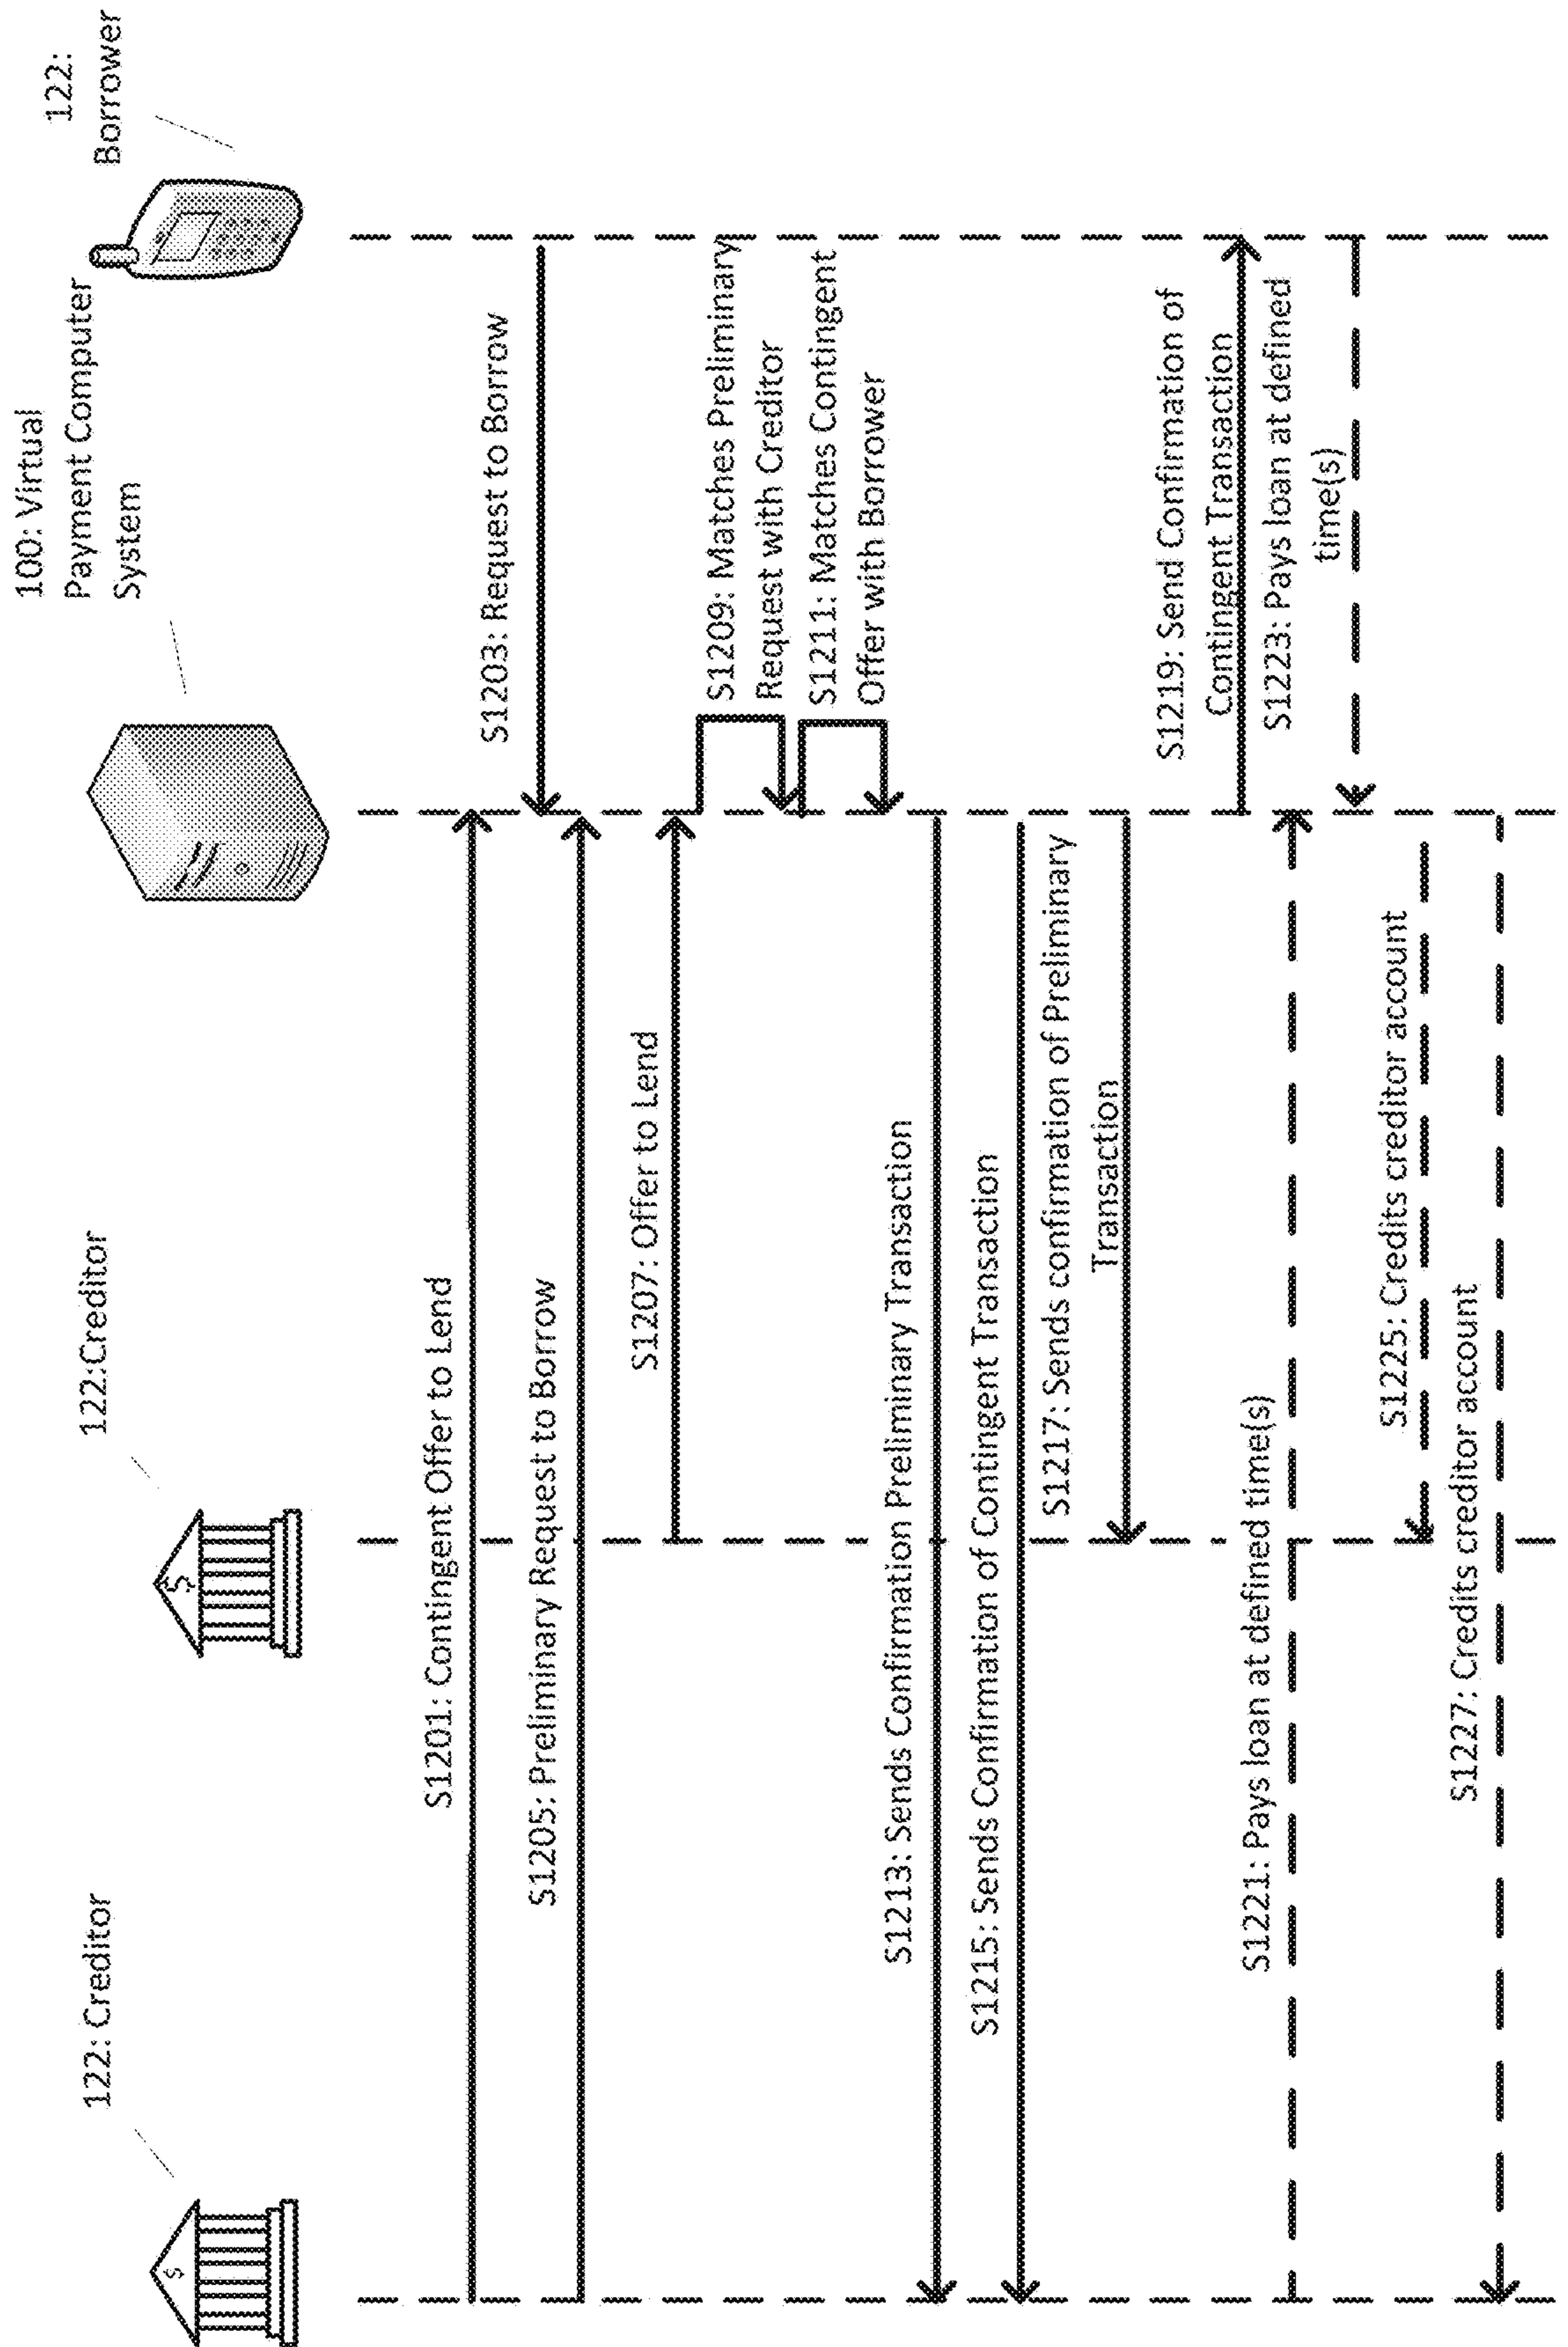 122: Creditor
122:Creditor
100: Virtual
Payment Computer
System
122:
Borrower
S1201: Contingent Offer to Lend
S1203: Request to Borrow
S1205: Preliminary Request to Borrow
S1207: Offer to Lend
S1209: Matches Preliminary
Request with Creditor
S1211: Matches Contingent
Offer with Borrower
S1213: Sends Confirmation Preliminary Transaction
S1215: Sends Confirmation of Contingent Transaction
S1217: Sends confirmation of Preliminary
Transaction
S1219: Send Confirmation of
Contingent Transaction
S1221: Pays loan at defined time(s)
S1223: Pays loan at defined
time(s)
S1225: Credits creditor account
S1227: Credits creditor account
$
$